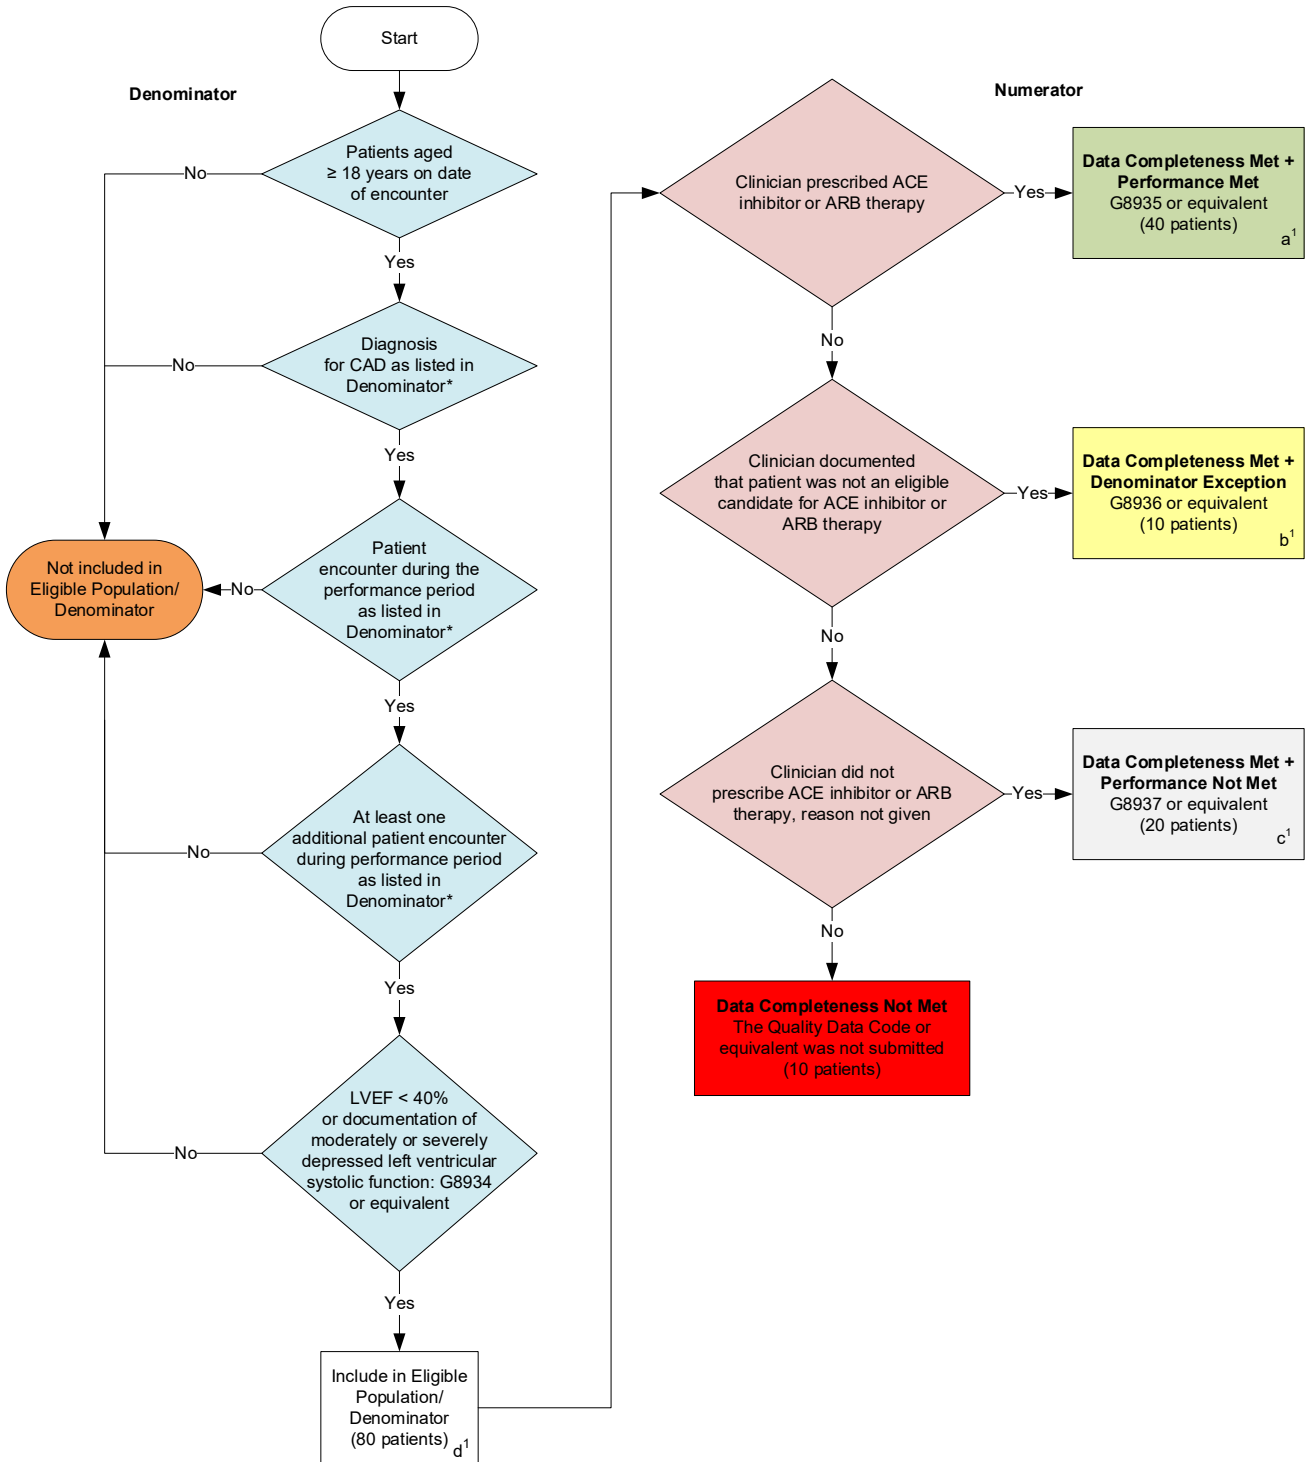 Start
Denominator
Patients aged
≥ 18 years on date
of encounter
No
Yes
Diagnosis
for CAD as listed in
Denominator*
No
Yes
Patient
encounter during the
performance period
as listed in
Denominator*
No
Not included in
Eligible Population/
Denominator
Yes
At least one
additional patient encounter
during performance period
as listed in
Denominator*
No
Yes
LVEF < 40%
or documentation of
moderately or severely
depressed left ventricular
systolic function: G8934
or equivalent
No
Yes
Include in Eligible
Population/
Denominator
(80 patients)
d¹
Numerator
Clinician prescribed ACE
inhibitor or ARB therapy
Yes
Data Completeness Met +
Performance Met
G8935 or equivalent
(40 patients)
a¹
No
Clinician documented
that patient was not an eligible
candidate for ACE inhibitor or
ARB therapy
Yes
Data Completeness Met +
Denominator Exception
G8936 or equivalent
(10 patients)
b¹
No
Clinician did not
prescribe ACE inhibitor or ARB
therapy, reason not given
Yes
Data Completeness Met +
Performance Not Met
G8937 or equivalent
(20 patients)
c¹
No
Data Completeness Not Met
The Quality Data Code or
equivalent was not submitted
(10 patients)